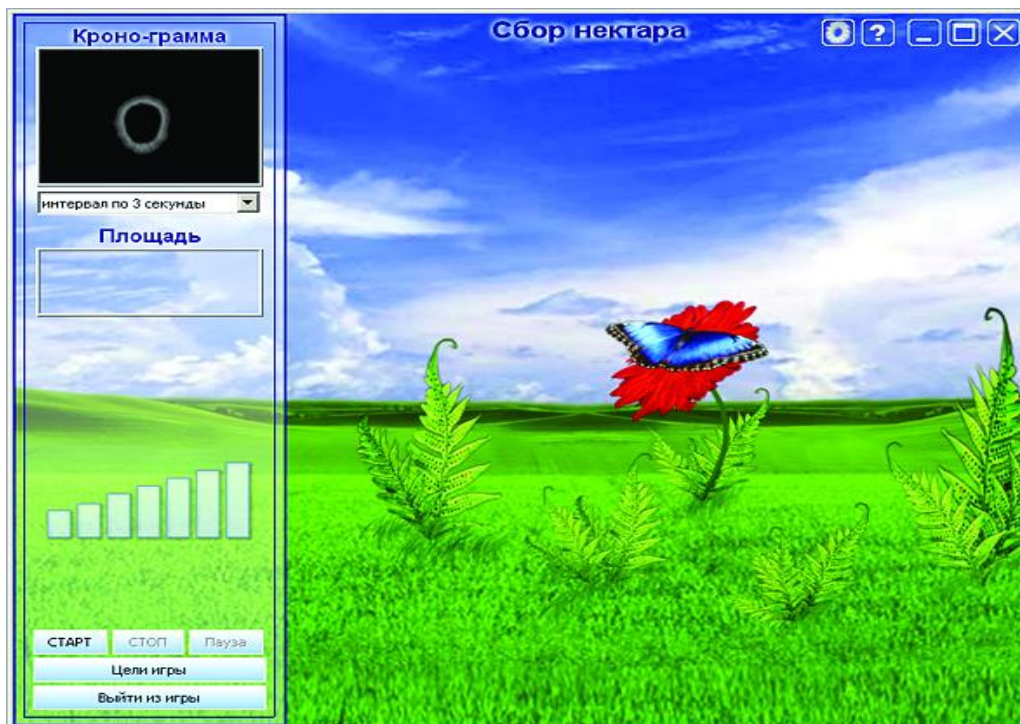 Кроно-грамма
Сбор нектара
?
интервал по 3 секунды
Площадь
СТАРТ СТОП Пауза
Цели игры
Выйти из игры